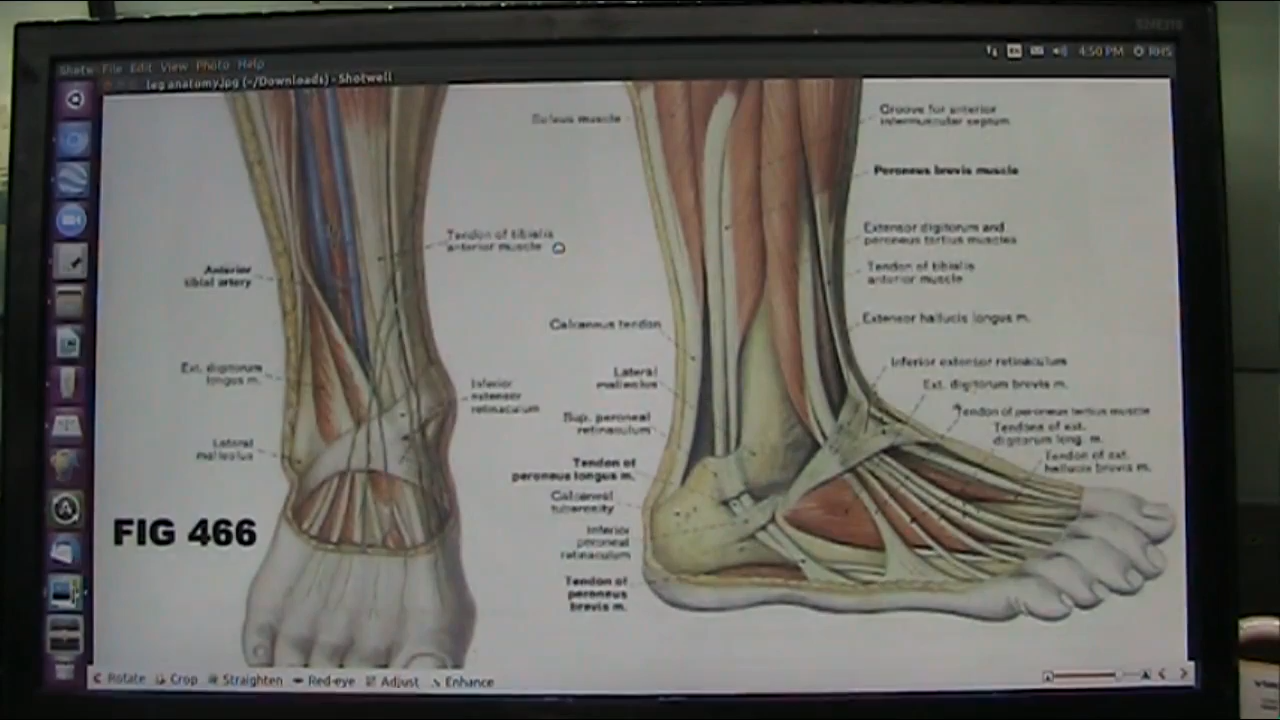 Shotw File Edit View Photo Help
4:50 PM RHS
leg anatomy.jpg (~/Downloads) - Shotwell
Soleus muscle
Groove for anterior
intermuscular septum
Peroneus brevis muscle
Tendon of tibialis
anterior muscle
Extensor digitorum and
peroneus tertius muscles
Anterior
tibial artery
Tendon of tibialis
anterior muscle
Calcaneus tendon
Extensor hallucis longus m.
Ext. digitorum
longus m.
Inferior
extensor
retinaculum
Lateral
malleolus
Inferior extensor retinaculum
Ext. digitorum brevis m.
Sup. peroneal
retinaculum
Tendon of peroneus tertius muscle
Tendons of ext.
digitorum long. m.
Lateral
malleolus
Tendon of
peroneus longus m.
Tendon of ext.
hallucis brevis m.
Calcaneal
tuberosity
FIG 466
Inferior
peroneal
retinaculum
Tendon of
peroneus
brevis m.
Rotate Crop Straighten Red-eye Adjust Enhance